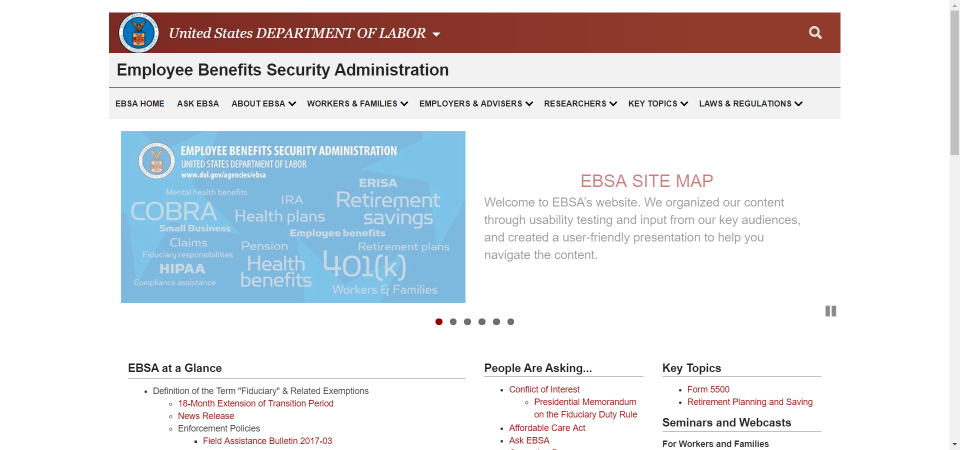 United States DEPARTMENT OF LABOR
Employee Benefits Security Administration
EBSA HOME ASK EBSA ABOUT EBSA WORKERS & FAMILIES EMPLOYERS & ADVISERS RESEARCHERS KEY TOPICS LAWS & REGULATIONS
EMPLOYEE BENEFITS SECURITY ADMINISTRATION
UNITED STATES DEPARTMENT OF LABOR
www.dol.gov/agencies/ebsa
Mental health benefits
ERISA
IRA
Retirement
savings
COBRA
Health plans
Small Business
Employee benefits
Claims
Pension
Retirement plans
Fiduciary responsibilities
401(k)
HIPAA
Health
benefits
Compliance assistance
Workers & Families
EBSA SITE MAP
Welcome to EBSA's website. We organized our content
through usability testing and input from our key audiences,
and created a user-friendly presentation to help you
navigate the content.
EBSA at a Glance
Definition of the Term "Fiduciary" & Related Exemptions
18-Month Extension of Transition Period
News Release
Enforcement Policies
Field Assistance Bulletin 2017-03
People Are Asking...
Conflict of Interest
Presidential Memorandum
on the Fiduciary Duty Rule
Affordable Care Act
Ask EBSA
Key Topics
Form 5500
Retirement Planning and Saving
Seminars and Webcasts
For Workers and Families